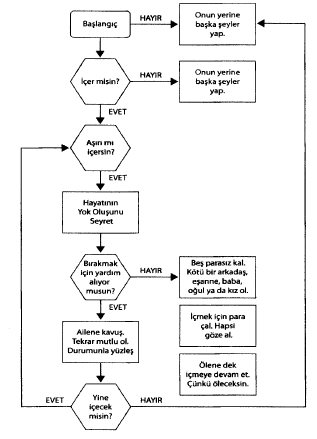 Başlangıç
HAYIR
Onun yerine
başka şeyler
yap.
İçer misin?
HAYIR
Onun yerine
başka şeyler
yap.
EVET
Aşırı mı
içersin?
EVET
Hayatının
Yok Oluşunu
Seyret
Bırakmak
için yardım
alıyor
musun?
HAYIR
Beş parasız kal.
Kötü bir arkadaş,
eşanne, baba,
oğul ya da kız ol.
EVET
İçmek için para
çal. Hapsi
göze al.
Ailene kavuş.
Tekrar mutlu ol.
Durumunla yüzleş
Ölene dek
içmeye devam et.
Çünkü öleceksin.
EVET
Yine
içecek
misin?
HAYIR